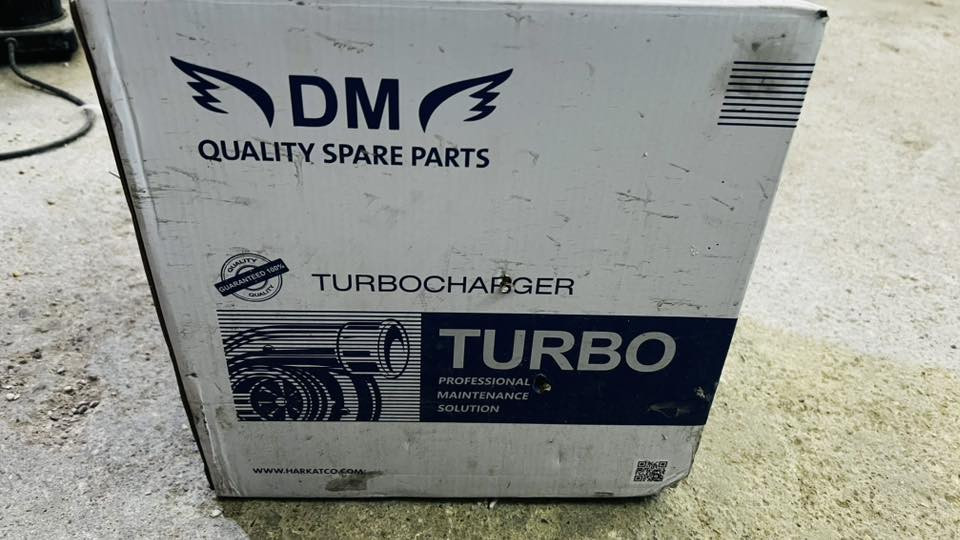 DM
QUALITY SPARE PARTS
QUALITY
GUARANTEED 100%
QUALITY
TURBOCHARGER
TURBO
PROFESSIONAL
MAINTENANCE
SOLUTION
WWW.HARKATCO.COM